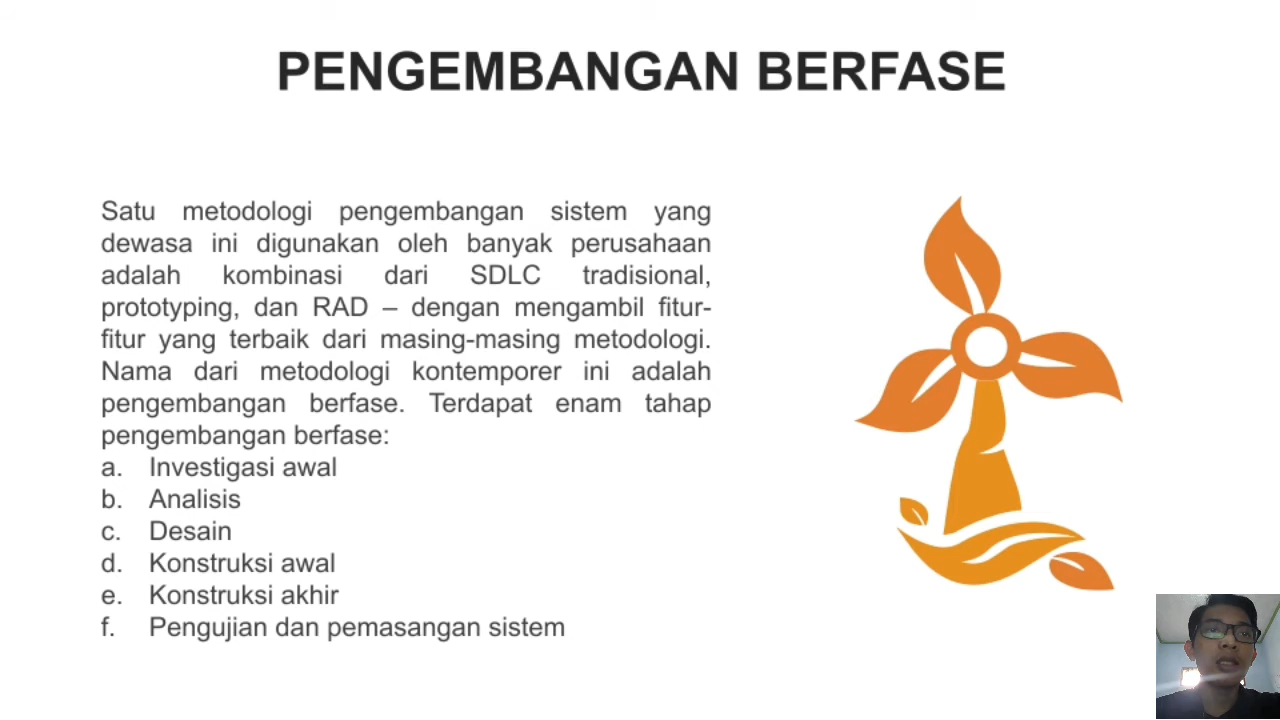 PENGEMBANGAN BERFASE
Satu metodologi pengembangan sistem yang
dewasa ini digunakan oleh banyak perusahaan
adalah kombinasi dari SDLC tradisional,
prototyping, dan RAD – dengan mengambil fitur-
fitur yang terbaik dari masing-masing metodologi.
Nama dari metodologi kontemporer ini adalah
pengembangan berfase. Terdapat enam tahap
pengembangan berfase:
a. Investigasi awal
b. Analisis
c. Desain
d. Konstruksi awal
e. Konstruksi akhir
f. Pengujian dan pemasangan sistem